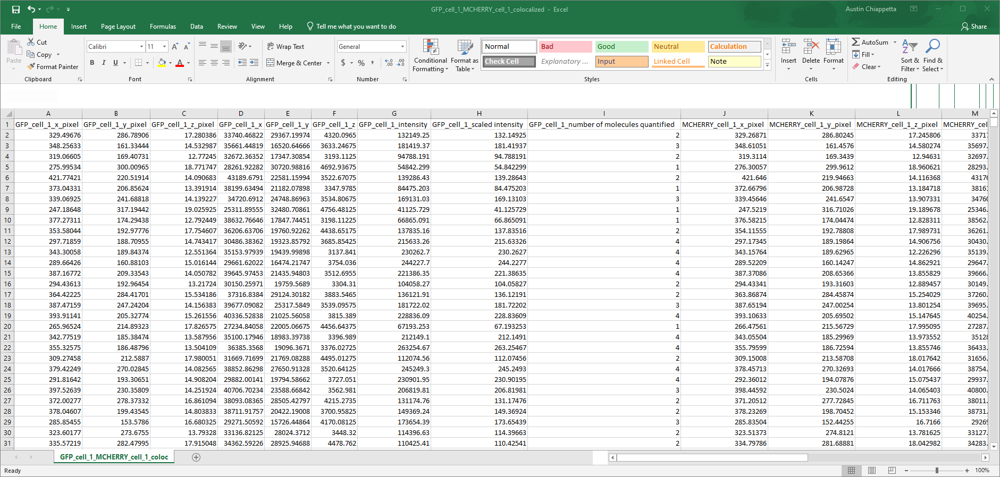 GFP_cell_1_MCHERRY_cell_1_colocalized - Excel
Austin Chiappetta
File Home Insert Page Layout Formulas Data Review View Help Tell me what you want to do Share
Paste Cut Copy Format Painter Clipboard
Calibri 11 A A B I U A Font
ab Wrap Text Merge & Center Alignment
General $ % , Number
Conditional Formatting Format as Table
Normal Bad Good Neutral Calculation
Check Cell Explanatory ... Input Linked Cell Note
Styles
Insert Delete Format Cells
AutoSum Fill Clear Sort & Filter Find & Select Editing
A B C D E F G H I J K L M
1 GFP_cell_1_x_pixel GFP_cell_1_y_pixel GFP_cell_1_z_pixel GFP_cell_1_x GFP_cell_1_y GFP_cell_1_z GFP_cell_1_intensity GFP_cell_1_scaled intensity GFP_cell_1_number of molecules quantified MCHERRY_cell_1_x_pixel MCHERRY_cell_1_y_pixel MCHERRY_cell_1_z_pixel MCHERRY_cel
2 329.49676 286.78906 17.280386 33740.46822 29367.19974 4320.0965 132149.25 132.14925 2 329.26871 286.80245 17.245806 3371
3 348.25633 161.33444 14.532987 35661.44819 16520.64666 3633.24675 181419.37 181.41937 3 348.61051 161.4576 14.580274 35697.
4 319.06605 169.40731 12.77245 32672.36352 17347.30854 3193.1125 94788.191 94.788191 2 319.3114 169.3439 12.94631 32697.
5 275.99534 300.00965 18.771747 28261.92282 30720.98816 4692.93675 54842.299 54.842299 1 276.30057 299.9612 18.960621 28293.
6 421.77421 220.51914 14.090683 43189.6791 22581.15994 3522.67075 139286.43 139.28643 2 421.646 219.94663 14.116368 4317
7 373.04331 206.85624 13.391914 38199.63494 21182.07898 3347.9785 84475.203 84.475203 1 372.66796 206.98728 13.184718 3816
8 339.06925 241.68818 14.139227 34720.6912 24748.86963 3534.80675 169131.03 169.13103 3 339.45646 241.6547 13.907331 3476
9 247.18648 317.19442 19.025925 25311.89555 32480.70861 4756.48125 41125.729 41.125729 1 247.5219 316.71026 19.189678 25346.
10 377.27311 174.29438 12.792449 38632.76646 17847.74451 3198.11225 66865.091 66.865091 1 376.58215 174.04474 12.828311 38562.
11 353.58044 192.97776 17.754607 36206.63706 19760.92262 4438.65175 137835.16 137.83516 2 354.11555 192.78808 17.989731 36261.
12 297.71859 188.70955 14.743417 30486.38362 19323.85792 3685.85425 215633.26 215.63326 4 297.17345 189.19864 14.906756 30430.
13 343.30058 189.84374 12.551364 35153.97939 19439.99898 3137.841 230262.7 230.2627 4 343.15764 189.62965 12.226296 35139.
14 289.66426 160.88103 15.016144 29661.62022 16474.21747 3754.036 244227.7 244.2277 4 289.52209 160.14247 14.862921 29647.
15 387.16772 209.33543 14.050782 39645.97453 21435.94803 3512.6955 221386.35 221.38635 4 387.37086 208.65366 13.855829 39666.
16 294.43613 192.96454 13.21724 30150.25971 19759.5689 3304.31 104058.27 104.05827 2 294.43341 193.31603 12.889457 30149.
17 364.42225 284.41701 15.534186 37316.8384 29124.30182 3883.5465 136121.91 136.12191 2 363.86874 284.45874 15.254029 37260.
18 387.47159 247.24204 14.156383 39677.09082 25317.5849 3539.09575 181722.02 181.72202 3 387.65194 247.00254 13.801254 39695.
19 393.91141 205.32774 15.261556 40336.52838 21025.56058 3815.389 228836.09 228.83609 4 393.10633 205.69502 15.147645 40254.
20 265.96524 214.89323 17.826575 27234.84058 22005.06675 4456.64375 67193.253 67.193253 1 266.47561 215.56729 17.995095 27287.
21 342.77519 185.38474 13.587956 35100.17946 18983.39738 3396.989 212149.1 212.1491 4 343.05504 185.29969 13.973552 3512
22 355.32575 186.48796 13.504109 36385.3568 19096.3671 3376.02725 263254.67 263.25467 4 355.79599 186.72594 13.855746 36433.
23 309.27458 212.5887 17.980051 31669.71699 21769.08288 4495.01275 112074.56 112.07456 2 309.15008 213.58708 18.017642 31656.
24 379.42249 270.02845 14.082565 38852.86298 27650.91328 3520.64125 245249.3 245.2493 4 378.45713 270.32693 14.017666 38754.
25 291.81642 193.30651 14.908204 29882.00141 19794.58662 3727.051 230901.95 230.90195 4 292.36012 194.07876 15.075437 29937.
26 397.52639 230.35809 14.251924 40706.70234 23588.66842 3562.981 206819.81 206.81981 3 398.44592 230.5024 14.065403 40800.
27 372.00277 278.37332 16.861094 38093.08365 28505.42797 4215.2735 131174.76 131.17476 2 371.20512 277.72845 16.711763 38011.
28 378.04607 199.43545 14.803833 38711.91757 20422.19008 3700.95825 149369.24 149.36924 2 378.23269 198.70452 15.153346 38731.
29 285.85455 153.5786 16.680325 29271.50592 15726.44864 4170.08125 173654.39 173.65439 3 285.83504 152.44255 16.7166 2926
30 323.60177 273.6755 13.79328 33136.82125 28024.3712 3448.32 114396.63 114.39663 2 323.51373 274.8121 13.781625 33127.
31 335.57219 282.47995 17.915048 34362.59226 28925.94688 4478.762 110425.41 110.42541 2 334.79786 281.68881 18.042982 34283.
GFP_cell_1_MCHERRY_cell_1_coloc
Ready 100%